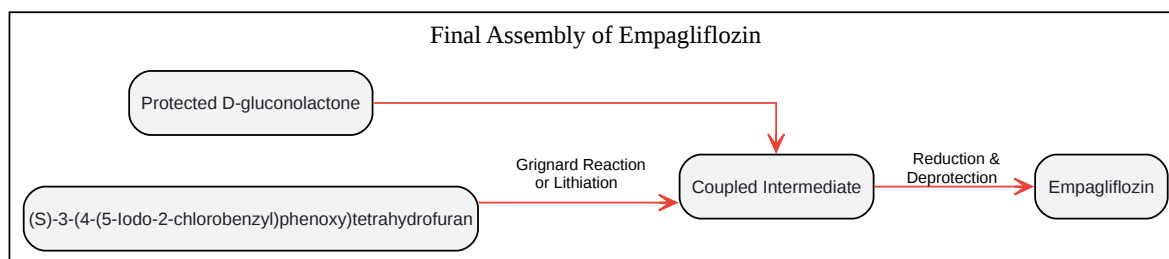 Final Assembly of Empagliflozin
Protected D-gluconolactone
Grignard Reaction
or Lithiation
Reduction &
Deprotection
Coupled Intermediate
Empagliflozin
(S)-3-(4-(5-Iodo-2-chlorobenzyl)phenoxy)tetrahydrofuran